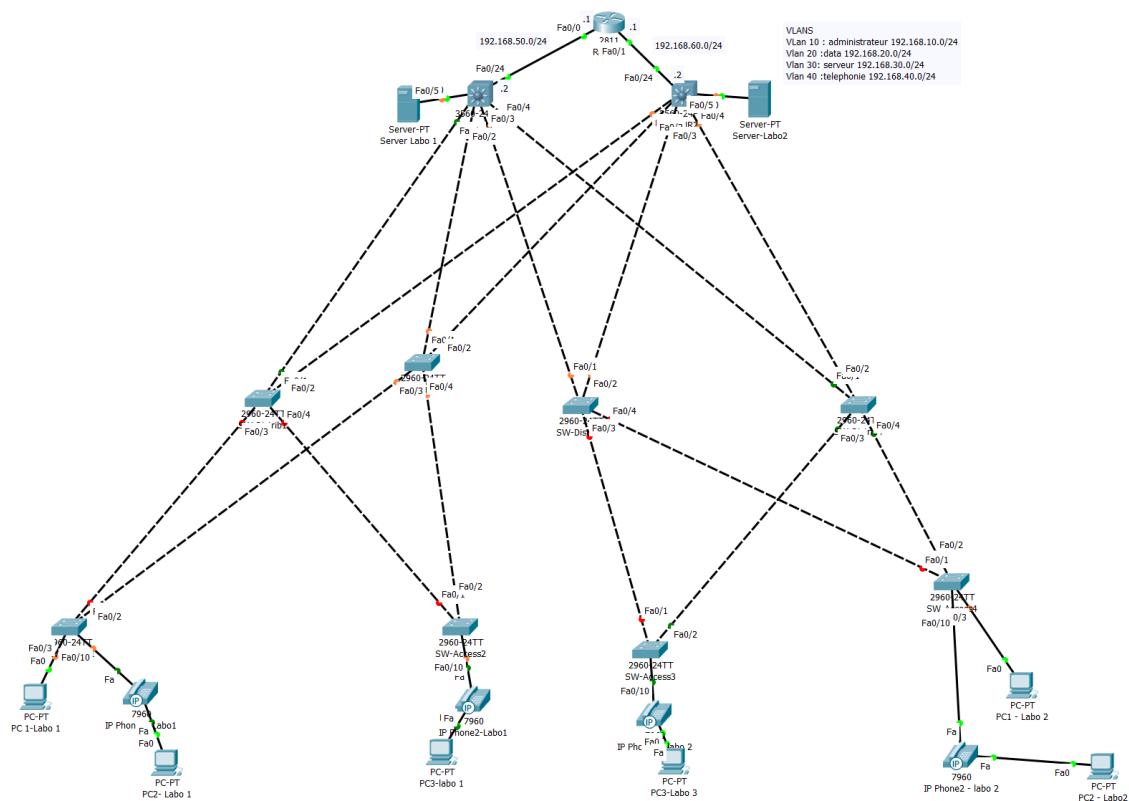 .1
.1
Fa0/0
2811
R Fa0/1
192.168.50.0/24
192.168.60.0/24
VLANS
VLan 10 : administrateur 192.168.10.0/24
Vlan 20 :data 192.168.20.0/24
Vlan 30: serveur 192.168.30.0/24
Vlan 40 :telephonie 192.168.40.0/24
Fa0/24
Fa0/24
.2
.2
Fa0/5
Fa0/4
Fa0/3
Fa0/2
Fa
Server-PT
Server Labo 1
Fa0/5
Fa0/4
Fa0/3
Server-PT
Server-Labo2
Fa0/2
Fa0/4
Fa0/3
Fa0/2
Fa0/4
Fa0/3
Fa0/1
Fa0/2
Fa0/4
Fa0/3
SW-Dis
Fa0/2
Fa0/4
Fa0/3
Fa0/2
Fa0/3
Fa0
Fa0/10
PC-PT
PC 1-Labo 1
Fa
7960
IP Phon
Labo1
Fa
Fa0
PC-PT
PC2- Labo 1
Fa0/2
2960-24TT
SW-Access2
Fa0/10
7960
IP Phone2-Labo1
Fa
PC-PT
PC3-labo 1
Fa0/1
Fa0/2
2960-24TT
SW-Access3
Fa0/10
Fa0
Fa
PC-PT
PC3-Labo 3
Fa0/2
Fa0/1
Fa0/10
Fa0
PC-PT
PC1 - Labo 2
Fa
7960
IP Phone2 - labo 2
Fa
Fa0
PC-PT
PC2 - Labo2